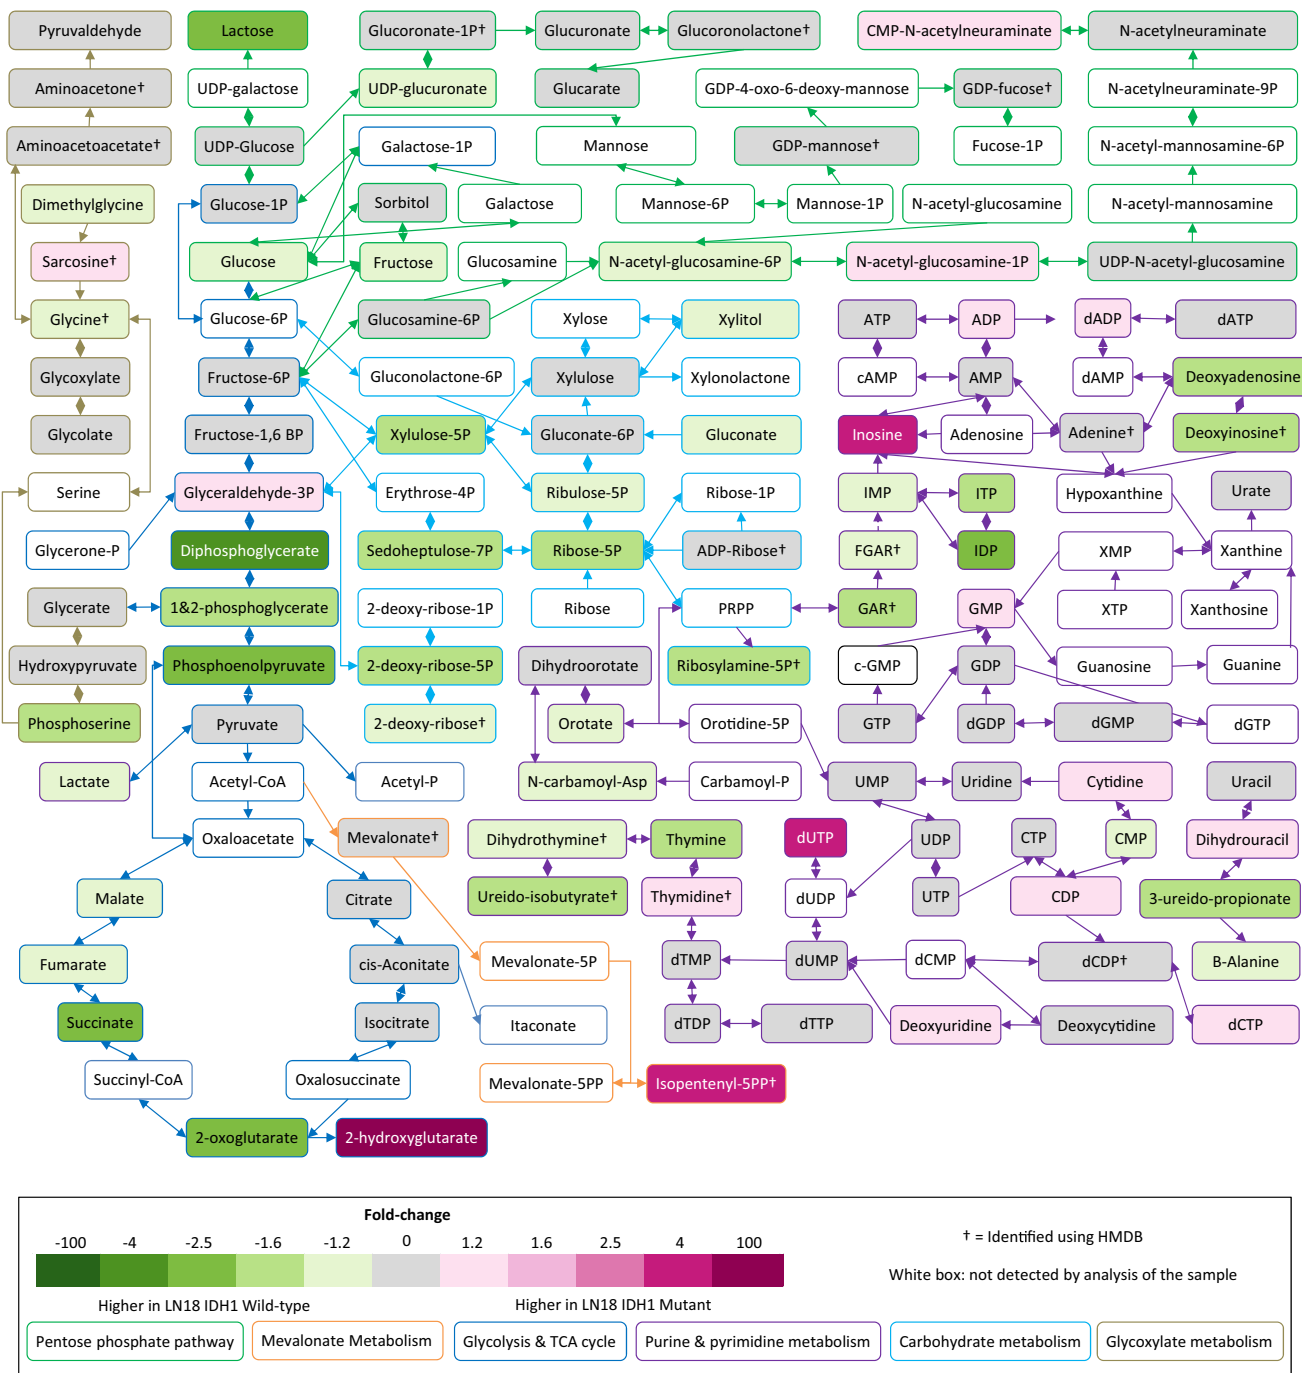 Pyruvaldehyde
Lactose
Glucoronate-1P†
Glucuronate
Glucoronolactone†
CMP-N-acetylneuraminate
N-acetylneuraminate
Aminoacetone†
UDP-galactose
UDP-glucuronate
Glucarate
GDP-4-oxo-6-deoxy-mannose
GDP-fucose†
N-acetylneuraminate-9P
Aminoacetoacetate†
UDP-Glucose
Galactose-1P
Mannose
GDP-mannose†
Fucose-1P
N-acetyl-mannosamine-6P
Dimethylglycine
Glucose-1P
Sorbitol
Galactose
Mannose-6P
Mannose-1P
N-acetyl-glucosamine
N-acetyl-mannosamine
Sarcosine†
Glucose
Fructose
Glucosamine
N-acetyl-glucosamine-6P
N-acetyl-glucosamine-1P
UDP-N-acetyl-glucosamine
Glycine†
Glucose-6P
Glucosamine-6P
Xylose
Xylitol
ATP
ADP
dADP
dATP
Glycoxylate
Fructose-6P
Gluconolactone-6P
Xylulose
Xylonolactone
cAMP
AMP
dAMP
Deoxyadenosine
Glycolate
Fructose-1,6 BP
Xylulose-5P
Gluconate-6P
Gluconate
Inosine
Adenosine
Adenine†
Deoxyinosine†
Serine
Glyceraldehyde-3P
Erythrose-4P
Ribulose-5P
Ribose-1P
IMP
ITP
Hypoxanthine
Urate
Glycerone-P
Diphosphoglycerate
Sedoheptulose-7P
Ribose-5P
ADP-Ribose†
FGAR†
IDP
XMP
Xanthine
Glycerate
1&2-phosphoglycerate
2-deoxy-ribose-1P
Ribose
PRPP
GAR†
GMP
XTP
Xanthosine
Hydroxypyruvate
Phosphoenolpyruvate
2-deoxy-ribose-5P
Dihydroorotate
Ribosylamine-5P†
c-GMP
GDP
Guanosine
Guanine
Phosphoserine
Pyruvate
2-deoxy-ribose†
Orotate
Orotidine-5P
GTP
dGDP
dGMP
dGTP
Lactate
Acetyl-CoA
Acetyl-P
N-carbamoyl-Asp
Carbamoyl-P
UMP
Uridine
Cytidine
Uracil
Oxaloacetate
Mevalonate†
Dihydrothymine†
Thymine
dUTP
UDP
CTP
CMP
Dihydrouracil
Malate
Citrate
Ureido-isobutyrate†
Thymidine†
dUDP
UTP
CDP
3-ureido-propionate
Fumarate
cis-Aconitate
Mevalonate-5P
dTMP
dUMP
dCMP
dCDP†
B-Alanine
Succinate
Isocitrate
Itaconate
dTDP
dTTP
Deoxyuridine
Deoxycytidine
dCTP
Succinyl-CoA
Oxalosuccinate
Mevalonate-5PP
Isopentenyl-5PP†
2-oxoglutarate
2-hydroxyglutarate
Fold-change
-100 -4 -2.5 -1.6 -1.2 0 1.2 1.6 2.5 4 100
† = Identified using HMDB
White box: not detected by analysis of the sample
Higher in LN18 IDH1 Wild-type
Higher in LN18 IDH1 Mutant
Pentose phosphate pathway
Mevalonate Metabolism
Glycolysis & TCA cycle
Purine & pyrimidine metabolism
Carbohydrate metabolism
Glycoxylate metabolism